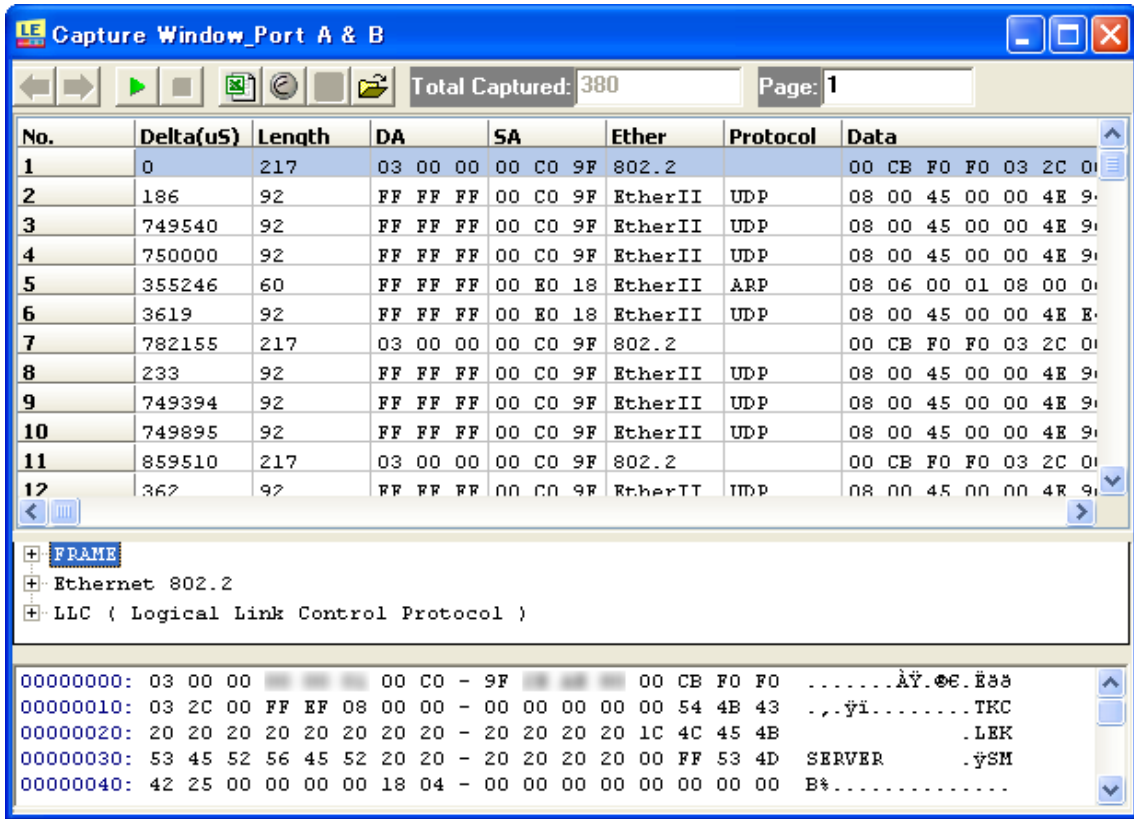 LE Capture Window_Port A & B
Total Captured: 380 Page: 1
No. Delta(uS) Length DA SA Ether Protocol Data
1 0 217 03 00 00 00 C0 9F 802.2 00 CB F0 F0 03 2C
2 186 92 FF FF FF 00 C0 9F EtherII UDP 08 00 45 00 00 4E
3 749540 92 FF FF FF 00 C0 9F EtherII UDP 08 00 45 00 00 4E
4 750000 92 FF FF FF 00 C0 9F EtherII UDP 08 00 45 00 00 4E
5 355246 60 FF FF FF 00 E0 18 EtherII ARP 08 06 00 01 08 00
6 3619 92 FF FF FF 00 E0 18 EtherII UDP 08 00 45 00 00 4E
7 782155 217 03 00 00 00 C0 9F 802.2 00 CB F0 F0 03 2C
8 233 92 FF FF FF 00 C0 9F EtherII UDP 08 00 45 00 00 4E
9 749394 92 FF FF FF 00 C0 9F EtherII UDP 08 00 45 00 00 4E
10 749895 92 FF FF FF 00 C0 9F EtherII UDP 08 00 45 00 00 4E
11 859510 217 03 00 00 00 C0 9F 802.2 00 CB F0 F0 03 2C
12 362 92 FF FF FF 00 C0 9F EtherII UDP 08 00 45 00 00 4E
FRAME
Ethernet 802.2
LLC ( Logical Link Control Protocol )
00000000: 03 00 00 00 C0 - 9F 00 CB F0 F0 .......ÀŸ.®€.Ëðð
00000010: 03 2C 00 FF EF 08 00 00 - 00 00 00 00 00 54 4B 43 .,.ÿï........TKC
00000020: 20 20 20 20 20 20 20 20 - 20 20 20 20 1C 4C 45 4B .LEK
00000030: 53 45 52 56 45 52 20 20 - 20 20 20 20 00 FF 53 4D SERVER .ÿSM
00000040: 42 25 00 00 00 00 18 04 - 00 00 00 00 00 00 00 00 B%..............